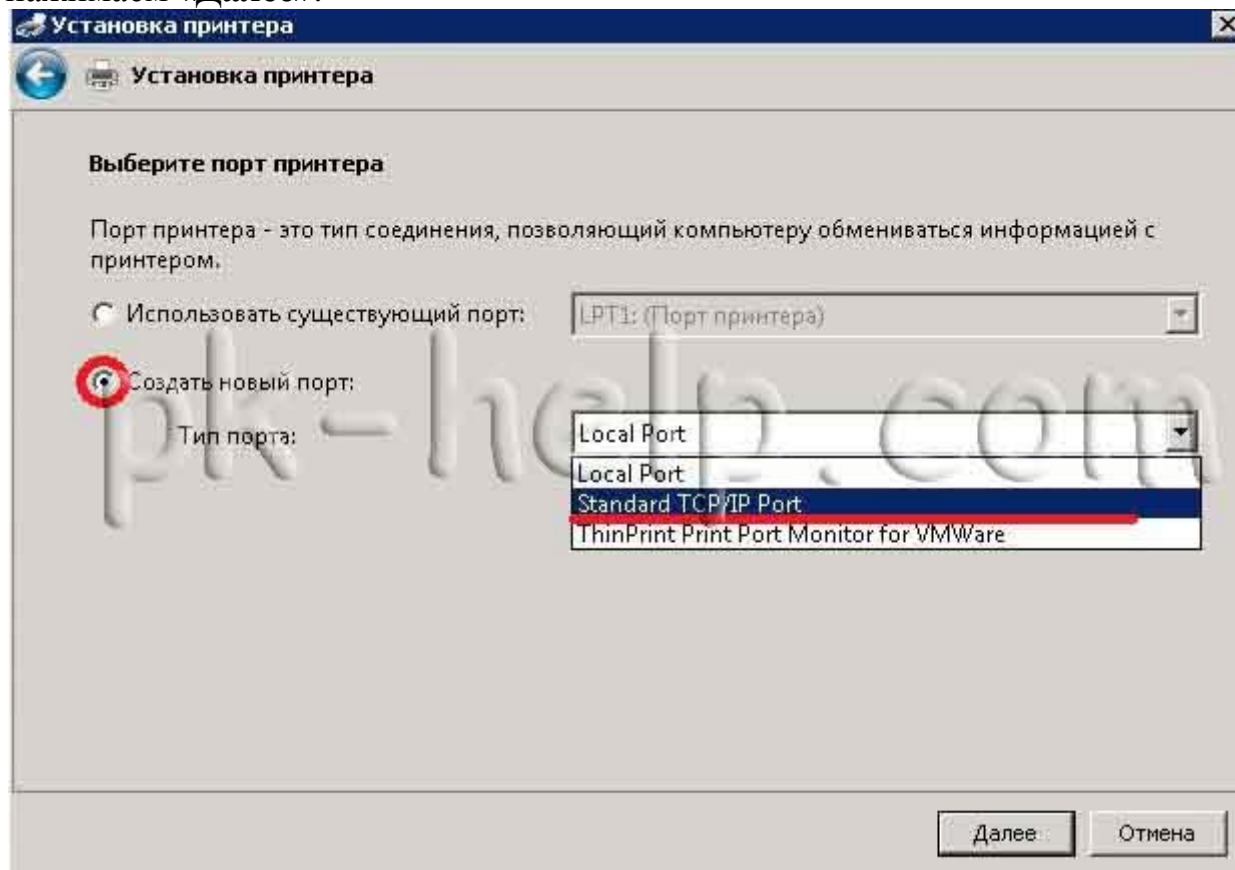 нажимаем «Далее».
Установка принтера
Установка принтера
Выберите порт принтера
Порт принтера - это тип соединения, позволяющий компьютеру обмениваться информацией с
принтером.
Использовать существующий порт:
LPT1: (Порт принтера)
Создать новый порт:
Тип порта:
Local Port
Local Port
Standard TCP/IP Port
ThinPrint Print Port Monitor for VMWare
pk-help.com
Далее
Отмена